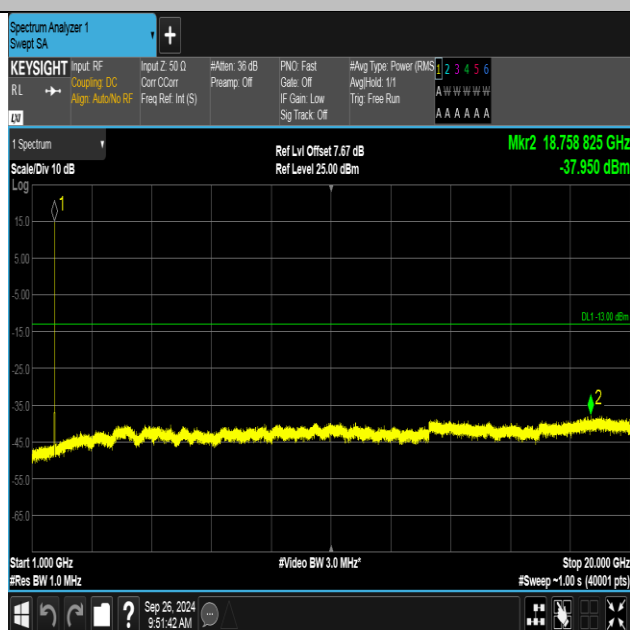 Spectrum Analyzer 1
Swept SA
+
KEYSIGHT
RL
LXI
Input: RF
Coupling: DC
Align: Auto/No RF
Input Z: 50 Ω
Corr CCorr
Freq Ref: Int (S)
#Atten: 36 dB
Preamp: Off
PNO: Fast
Gate: Off
IF Gain: Low
Sig Track: Off
#Avg Type: Power (RMS
Avg|Hold: 1/1
Trig: Free Run
1 2 3 4 5 6
A W W W W W
A A A A A A
1 Spectrum
Scale/Div 10 dB
Log
Ref Lvl Offset 7.67 dB
Ref Level 25.00 dBm
Mkr2 18.758 825 GHz
-37.950 dBm
1
15.0
5.00
-5.00
DL1 -13.00 dBm
-15.0
-25.0
-35.0
2
-45.0
-55.0
-65.0
Start 1.000 GHz
#Video BW 3.0 MHz*
Stop 20.000 GHz
#Res BW 1.0 MHz
#Sweep ~1.00 s (40001 pts)
?
Sep 26, 2024
9:51:42 AM